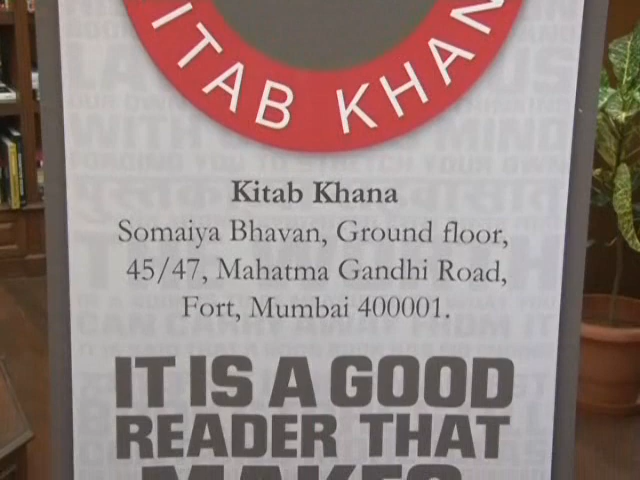 KITAB KHAN
Kitab Khana
Somaiya Bhavan, Ground floor,
45/47, Mahatma Gandhi Road,
Fort, Mumbai 400001.
IT IS A GOOD
READER THAT
MAKES